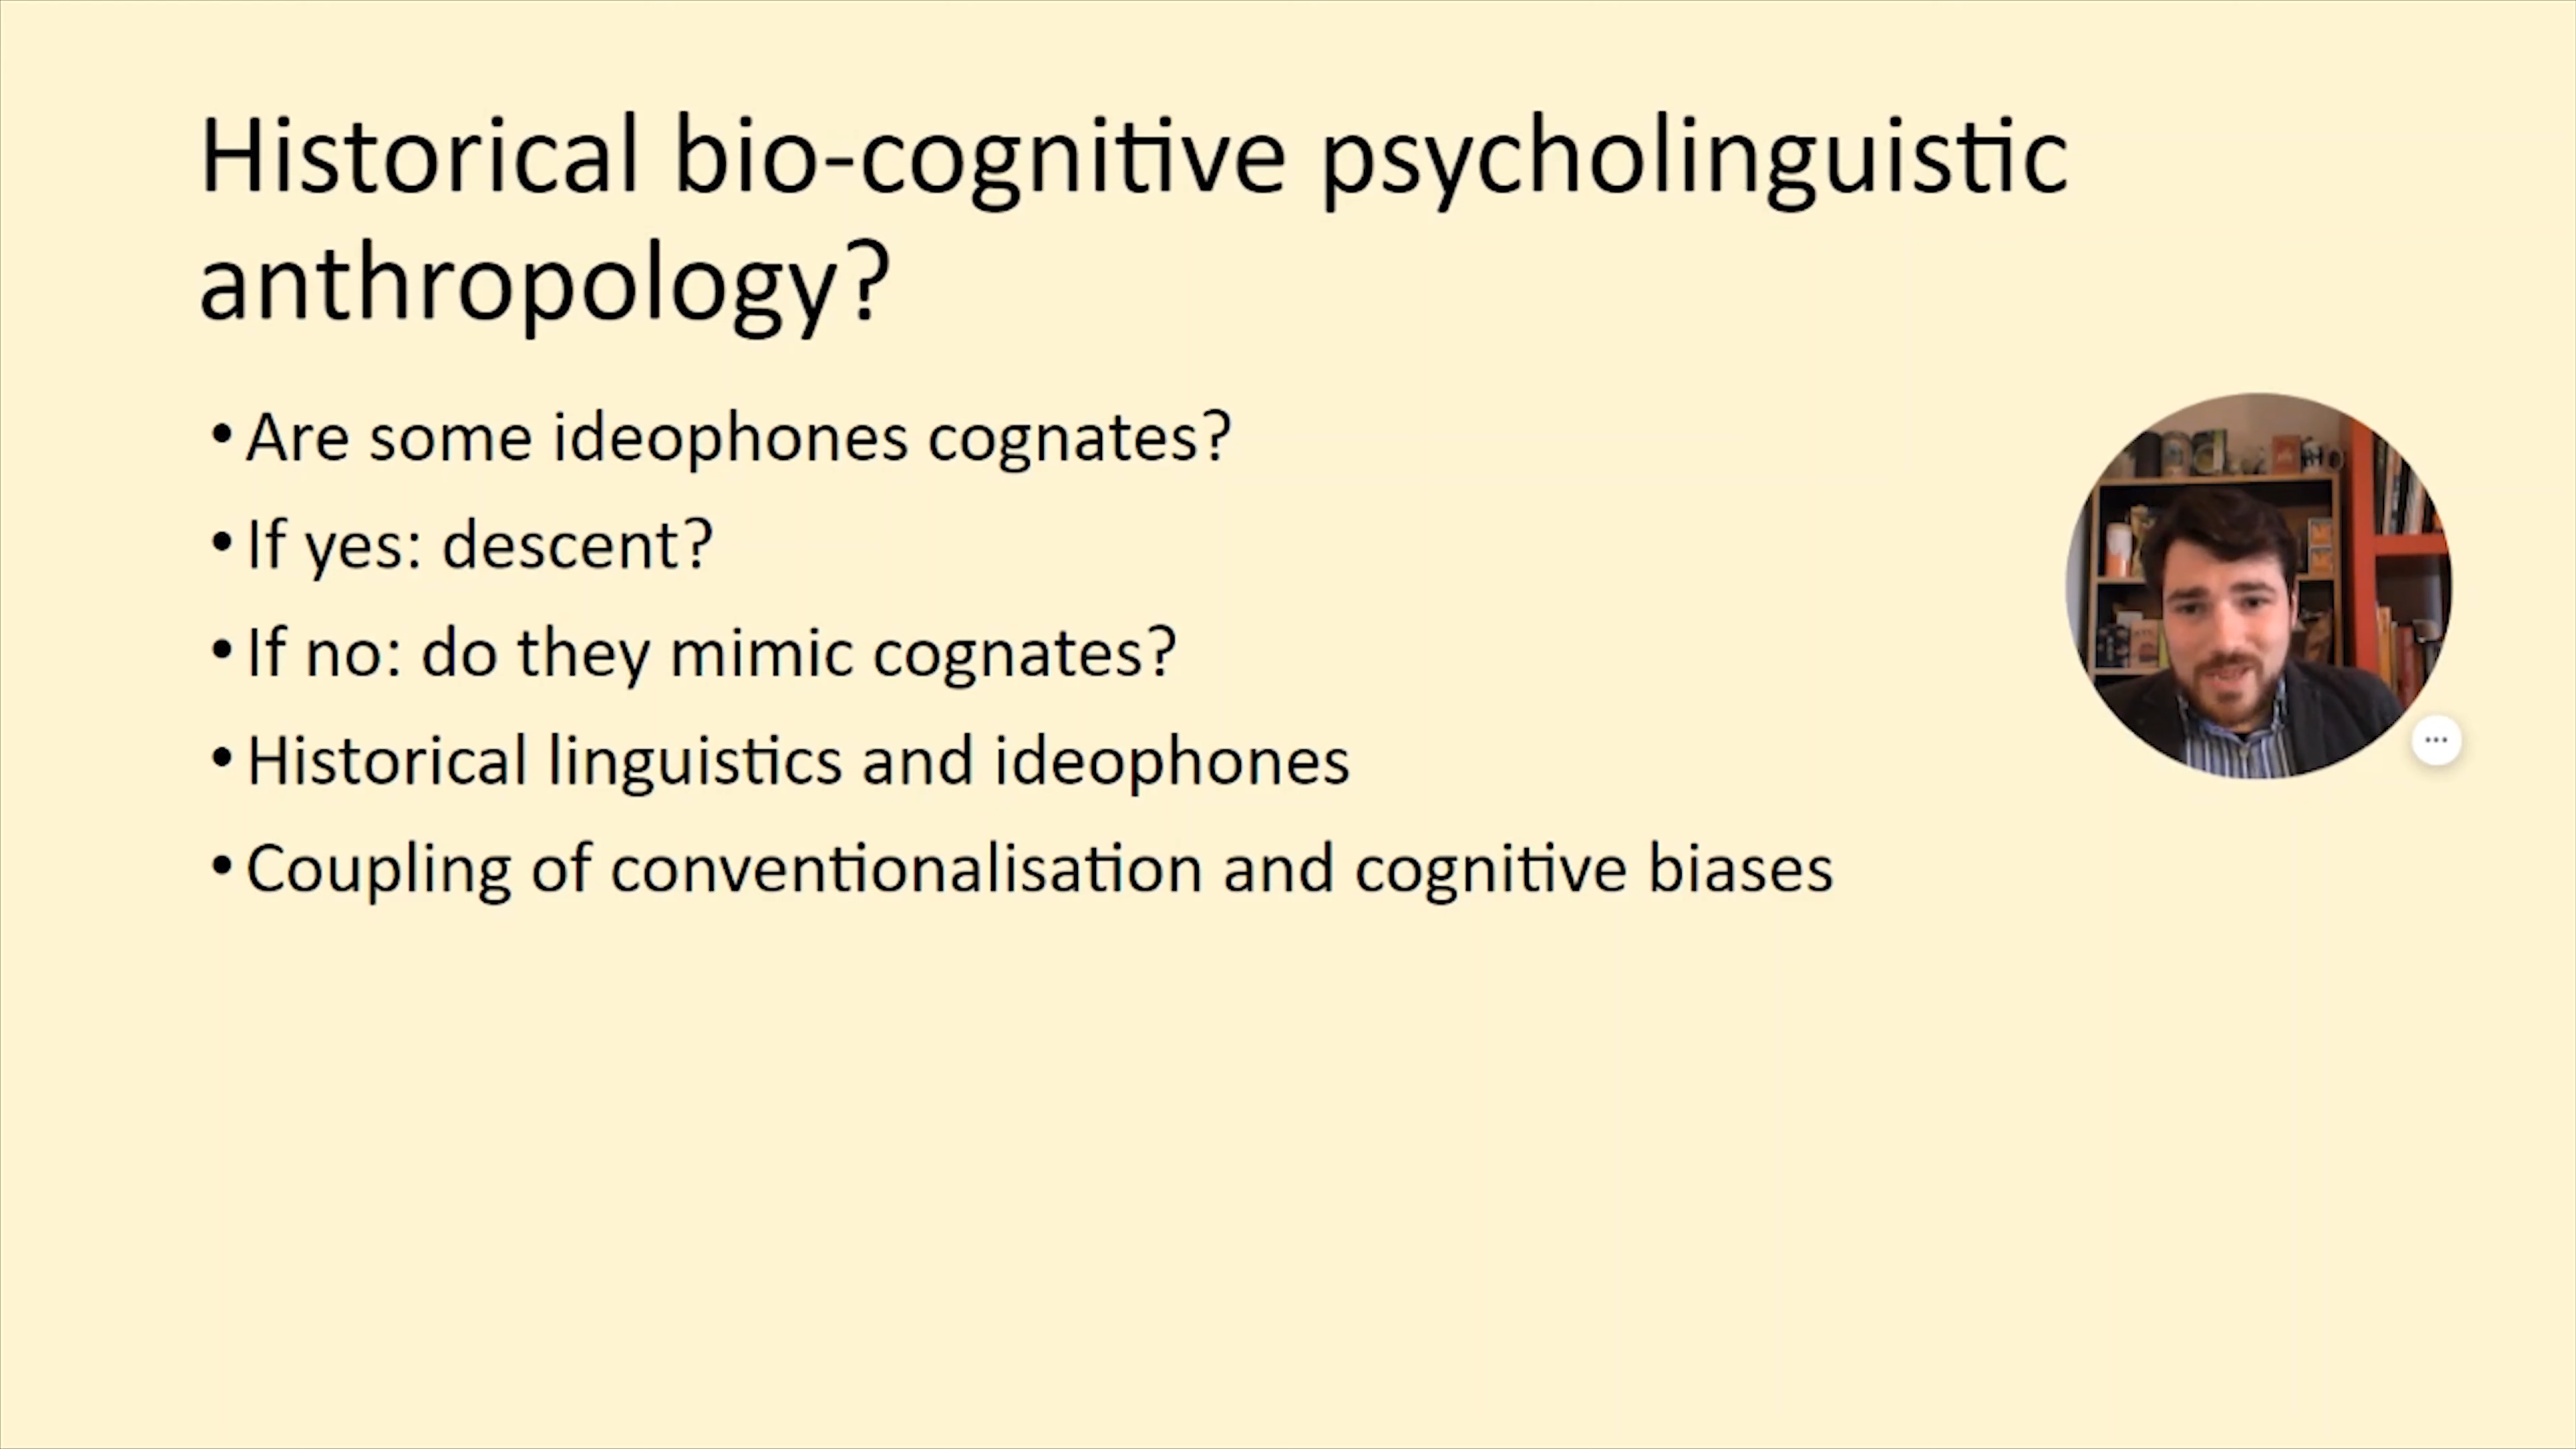 Historical bio-cognitive psycholinguistic
anthropology?
• Are some ideophones cognates?
• If yes: descent?
• If no: do they mimic cognates?
• Historical linguistics and ideophones
• Coupling of conventionalisation and cognitive biases